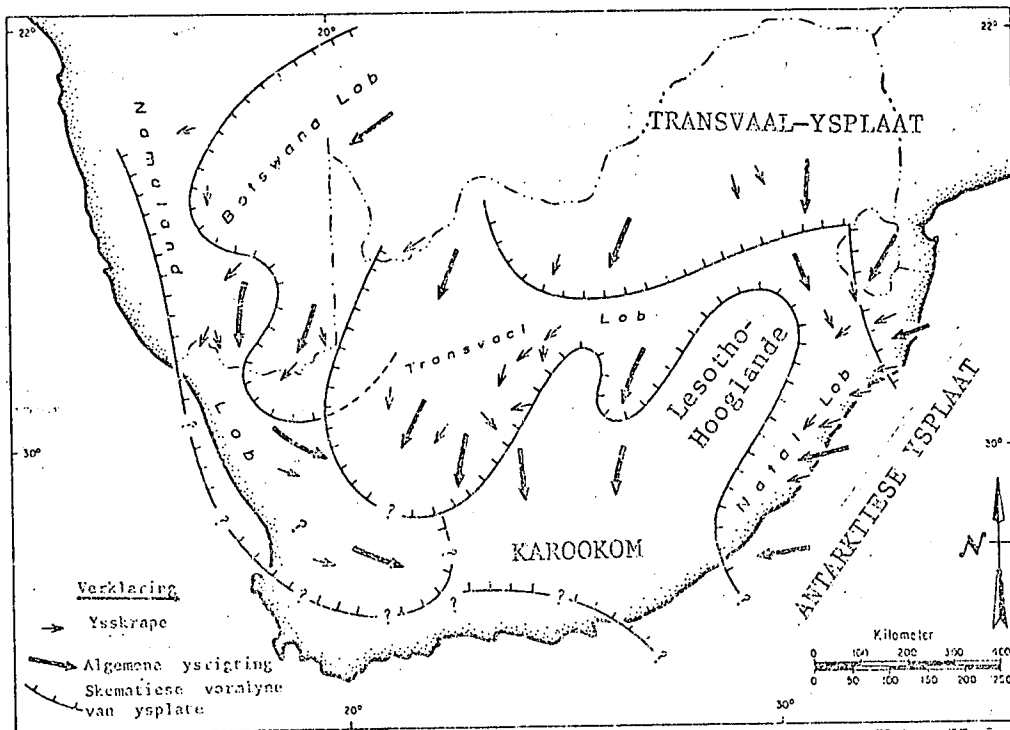 22°
20°
22°
Namaland
Botswana Lob
TRANSVAAL-YSPLAAT
Transvaal Lob
Lesotho-
Hooglande
Natal Lob
ANTARKTIESE YSPLAAT
30°
30°
Lob
?
?
?
?
?
?
?
?
?
KAROOKOM
N
Verklaring
Ysskrape
Algemene ysrigting
Skematiese vormlyne
van ysplate
Kilometer
0 100 200 300 400
0 50 100 150 200 250
20°
30°